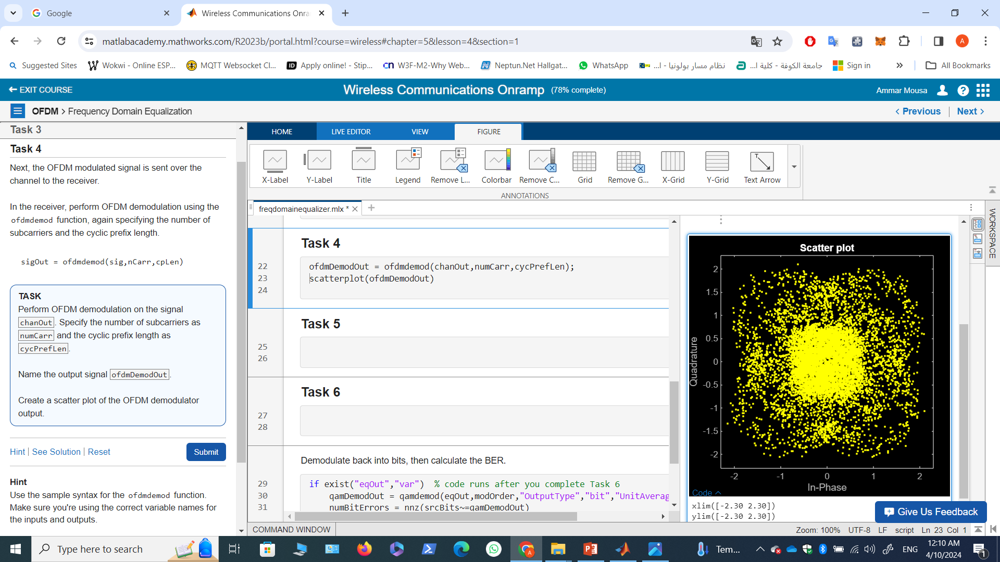 Google
Wireless Communications Onra
matlabacademy.mathworks.com/R2023b/portal.html?course=wireless#chapter=5&lesson=4&section=1
Suggested Sites
Wokwi - Online ESP...
MQTT Websocket Cl...
Apply online! - Stip...
W3F-M2-Why Web...
Neptun.Net Hallgat...
WhatsApp
نظام مسار بولونيا - ا...
جامعة الكوفة - كلية ا...
Sign in
All Bookmarks
EXIT COURSE
Wireless Communications Onramp (78% complete)
Ammar Mousa
OFDM > Frequency Domain Equalization
Previous
Next
Task 3
Task 4
Next, the OFDM modulated signal is sent over the
channel to the receiver.
In the receiver, perform OFDM demodulation using the
ofdmdemod function, again specifying the number of
subcarriers and the cyclic prefix length.
sigOut = ofdmdemod(sig,nCarr,cpLen)
TASK
Perform OFDM demodulation on the signal
chanOut. Specify the number of subcarriers as
numCarr and the cyclic prefix length as
cycPrefLen.
Name the output signal ofdmDemodOut.
Create a scatter plot of the OFDM demodulator
output.
Hint | See Solution | Reset
Submit
Hint
Use the sample syntax for the ofdmdemod function.
Make sure you're using the correct variable names for
the inputs and outputs.
HOME
LIVE EDITOR
VIEW
FIGURE
X-Label
Y-Label
Title
Legend
Remove L...
Colorbar
Remove C...
Grid
Remove G...
X-Grid
Y-Grid
Text Arrow
ANNOTATIONS
freqdomainequalizer.mlx *
WORKSPACE
Task 4
22 ofdmDemodOut = ofdmdemod(chanOut,numCarr,cycPrefLen);
23 scatterplot(ofdmDemodOut)
24
Task 5
25
26
Task 6
27
28
Demodulate back into bits, then calculate the BER.
29 if exist("eqOut","var") % code runs after you complete Task 6
30 qamDemodOut = qamdemod(eqOut,modOrder,"OutputType","bit","UnitAverag
31 numBitErrors = nnz(srcBits~=qamDemodOut)
Scatter plot
Quadrature
2
1.5
1
0.5
0
-0.5
-1
-1.5
-2
-2 -1 0 1 2
In-Phase
Code
xlim([-2.30 2.30])
ylim([-2.30 2.30])
Give Us Feedback
COMMAND WINDOW
Zoom: 100% UTF-8 LF script Ln 23 Col 1
Type here to search
Tem...
ENG
12:10 AM
4/10/2024
1